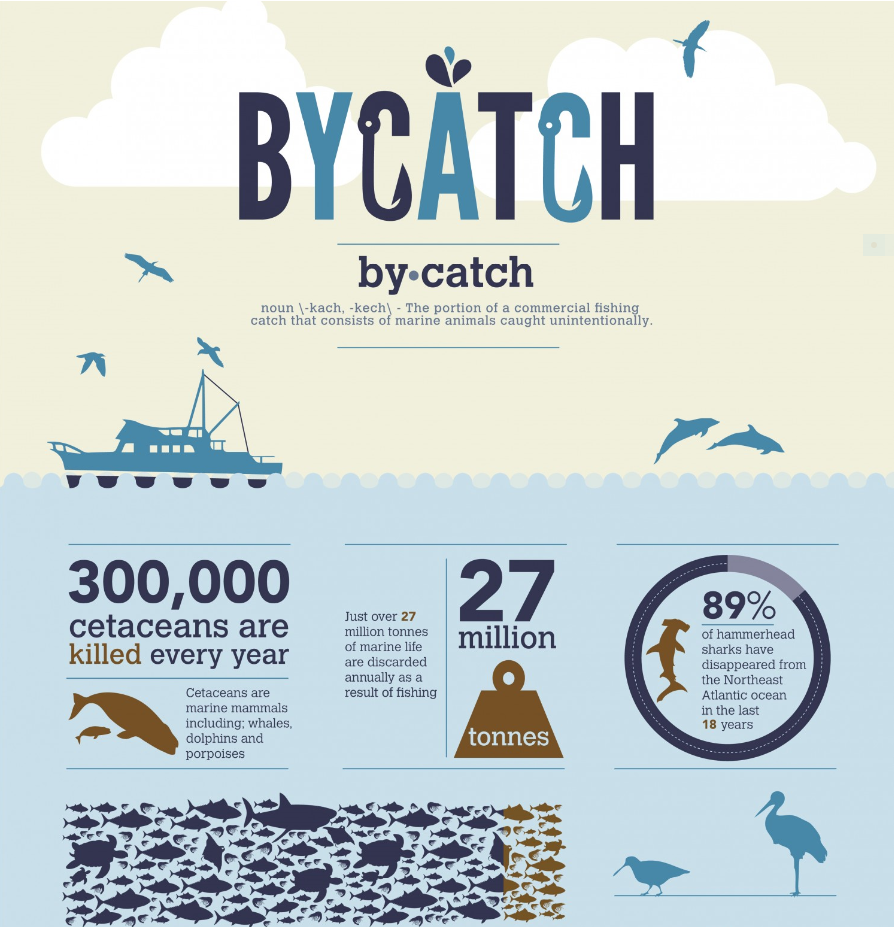 BYCATCH
by•catch
noun \-kach, -kech\ - The portion of a commercial fishing
catch that consists of marine animals caught unintentionally.
300,000
cetaceans are
killed every year
Cetaceans are
marine mammals
including; whales,
dolphins and
porpoises
Just over 27
million tonnes
of marine life
are discarded
annually as a
result of fishing
27
million
tonnes
89%
of hammerhead
sharks have
disappeared from
the Northeast
Atlantic ocean
in the last
18 years